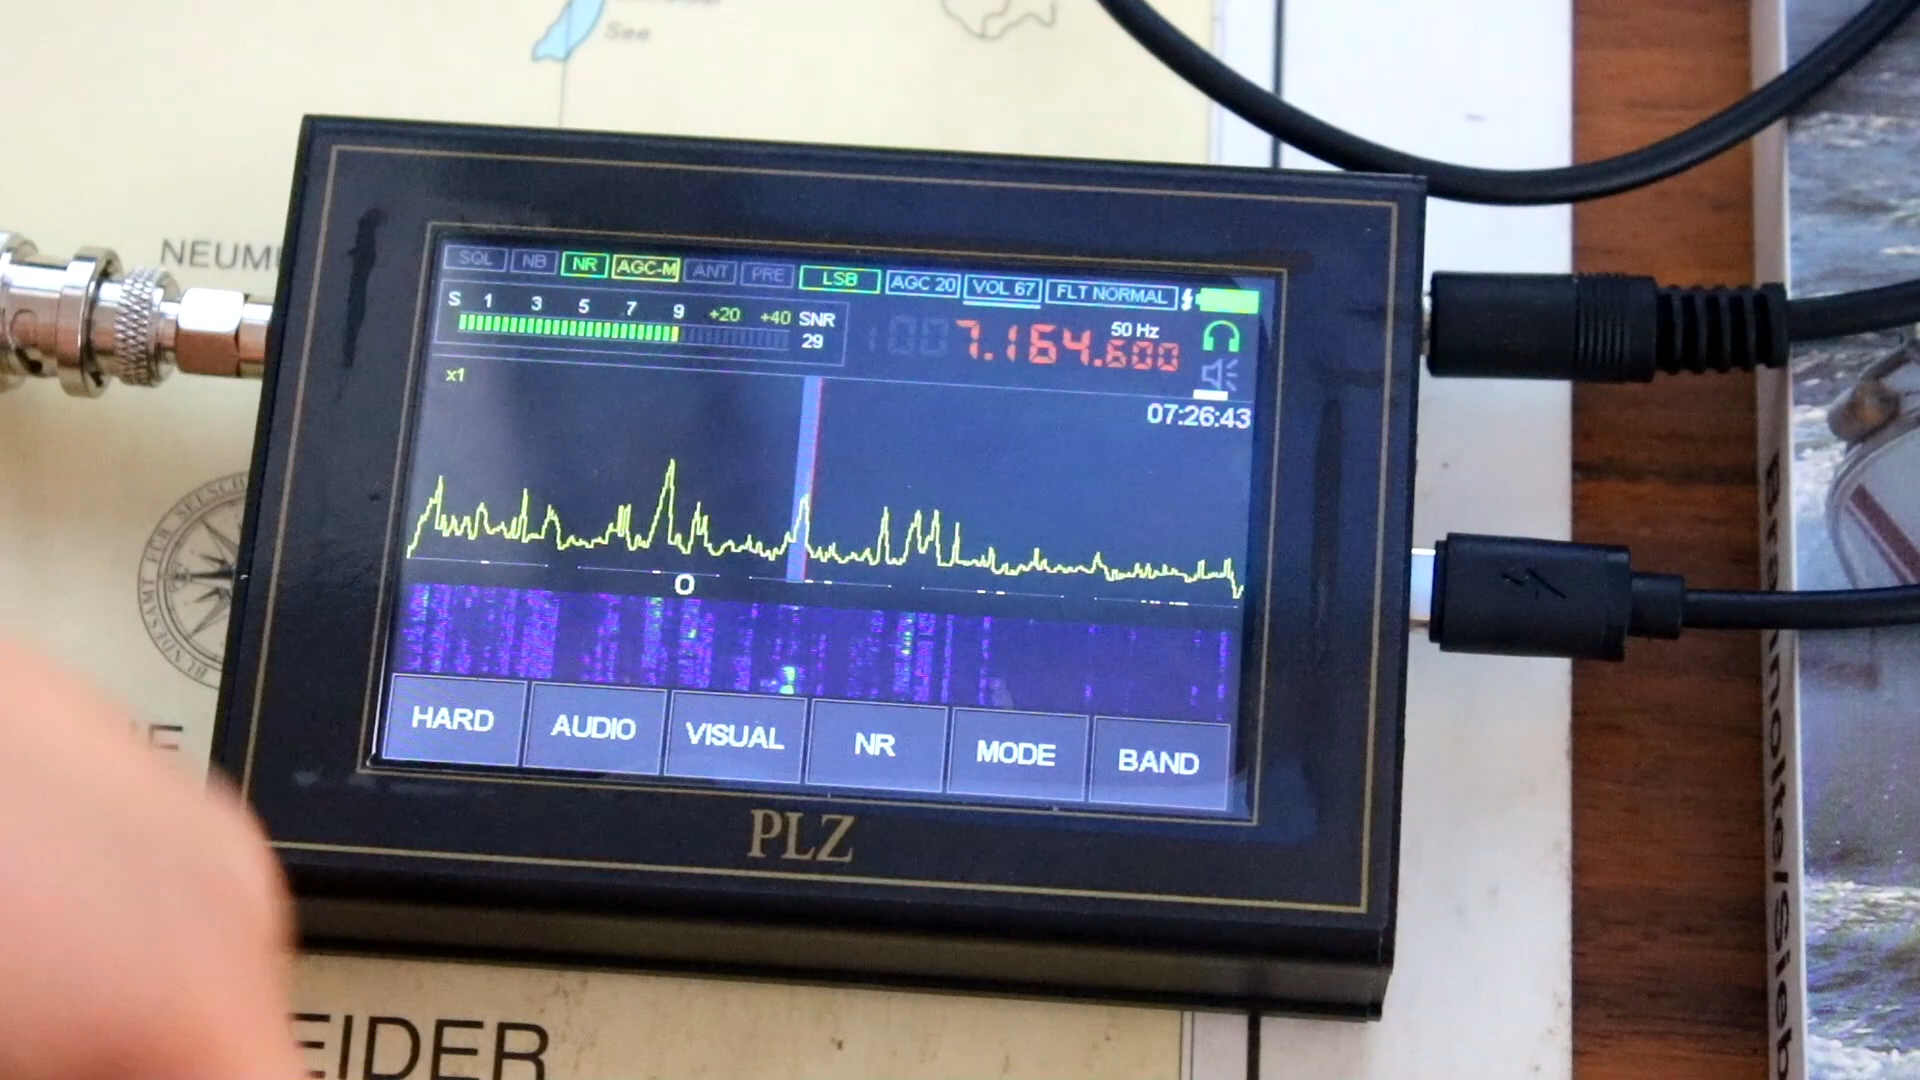 See
NEUM
SQL NB NR AGC-M ANT PRE LSB AGC 20 VOL 67 FLT NORMAL
S 1 3 5 7 9 +20 +40 SNR
29
7.164.600
50 Hz
x1
07:26:43
HARD AUDIO VISUAL NR MODE BAND
PLZ
EIDER